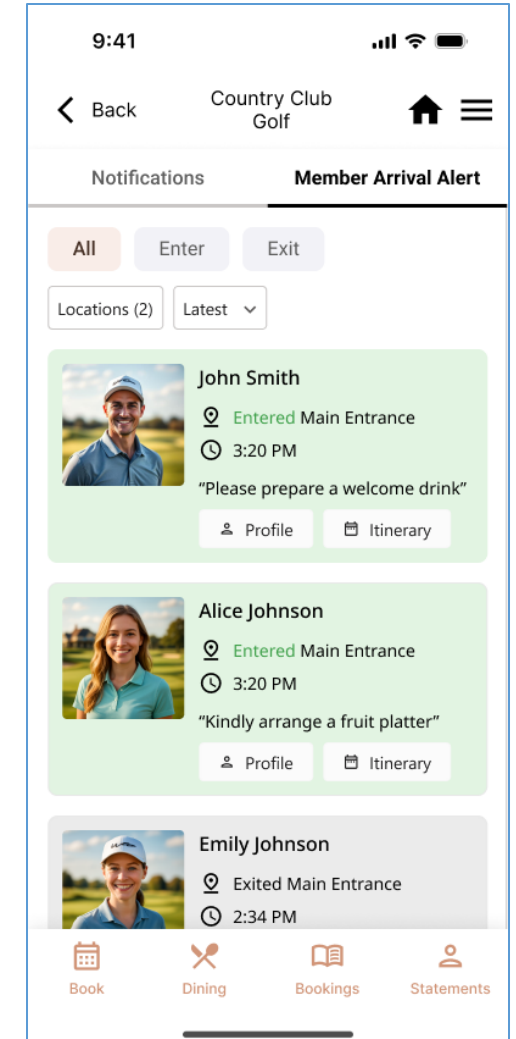 9:41
Back
Country Club
Golf
Notifications
Member Arrival Alert
All
Enter
Exit
Locations (2)
Latest
John Smith
Entered Main Entrance
3:20 PM
“Please prepare a welcome drink”
Profile
Itinerary
Alice Johnson
Entered Main Entrance
3:20 PM
“Kindly arrange a fruit platter”
Profile
Itinerary
Emily Johnson
Exited Main Entrance
2:34 PM
Book
Dining
Bookings
Statements